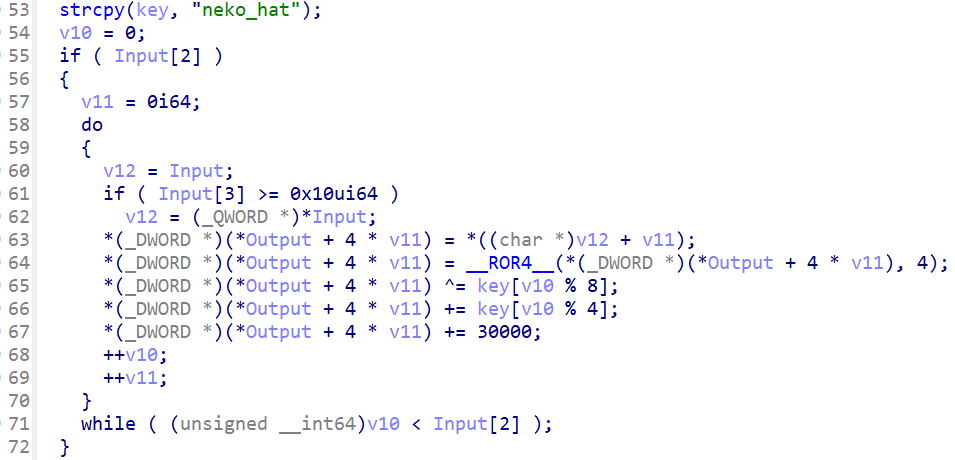 53 strcpy(key, "neko_hat");
54 v10 = 0;
55 if ( Input[2] )
56 {
57 v11 = 0i64;
58 do
59 {
60 v12 = Input;
61 if ( Input[3] >= 0x10ui64 )
62 v12 = (_QWORD *)*Input;
63 *(_DWORD *)(*Output + 4 * v11) = *((char *)v12 + v11);
64 *(_DWORD *)(*Output + 4 * v11) = __ROR4__(*(_DWORD *)(*Output + 4 * v11), 4);
65 *(_DWORD *)(*Output + 4 * v11) ^= key[v10 % 8];
66 *(_DWORD *)(*Output + 4 * v11) += key[v10 % 4];
67 *(_DWORD *)(*Output + 4 * v11) += 30000;
68 ++v10;
69 ++v11;
70 }
71 while ( (unsigned __int64)v10 < Input[2] );
72 }